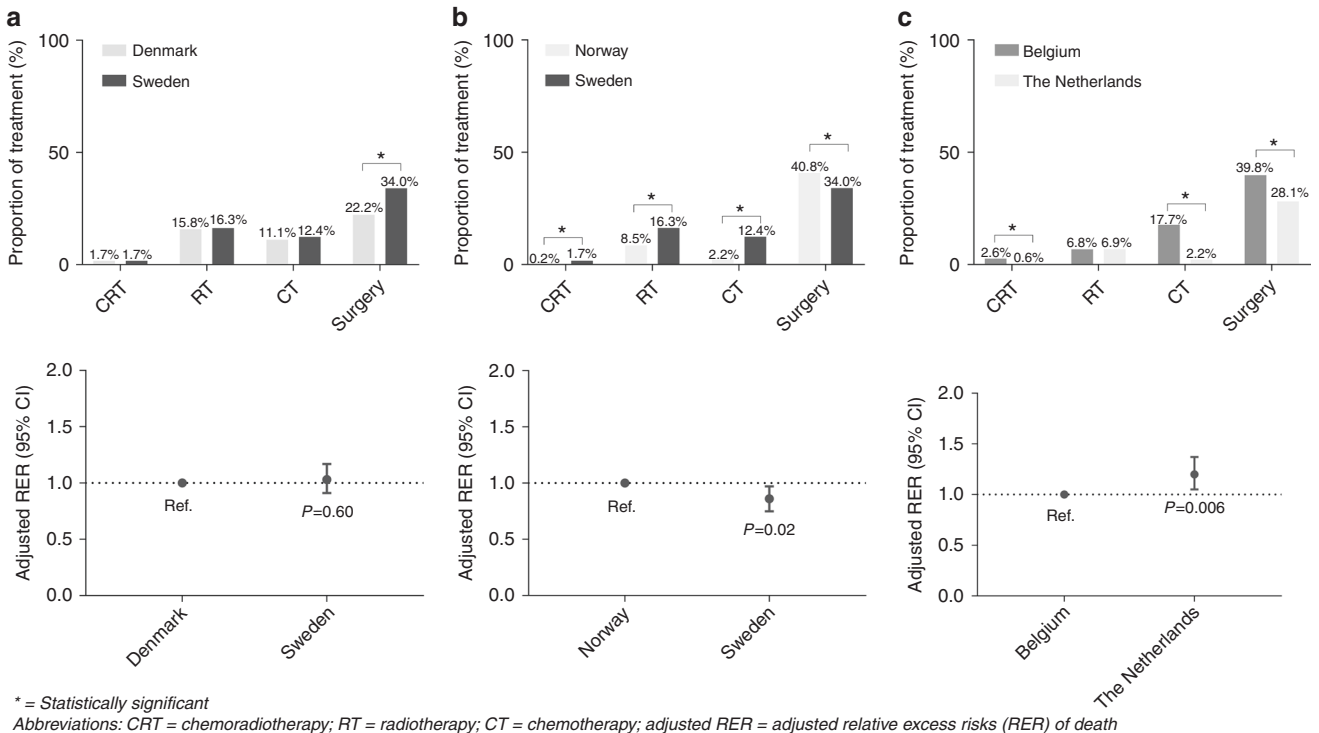 a
Proportion of treatment (%)
100
50
0
Denmark
Sweden
1.7% 1.7%
15.8% 16.3%
11.1% 12.4%
22.2% 34.0%
*
CRT
RT
CT
Surgery
Adjusted RER (95% CI)
2.0
1.5
1.0
0.5
0.0
Ref.
P=0.60
Denmark
Sweden
b
Proportion of treatment (%)
100
50
0
Norway
Sweden
*
0.2% 1.7%
*
8.5% 16.3%
*
2.2% 12.4%
*
40.8% 34.0%
CRT
RT
CT
Surgery
Adjusted RER (95% CI)
2.0
1.5
1.0
0.5
0.0
Ref.
P=0.02
Norway
Sweden
c
Proportion of treatment (%)
100
50
0
Belgium
The Netherlands
*
2.6% 0.6%
6.8% 6.9%
*
17.7% 2.2%
*
39.8% 28.1%
CRT
RT
CT
Surgery
Adjusted RER (95% CI)
2.0
1.5
1.0
0.5
0.0
Ref.
P=0.006
Belgium
The Netherlands
* = Statistically significant
Abbreviations: CRT = chemoradiotherapy; RT = radiotherapy; CT = chemotherapy; adjusted RER = adjusted relative excess risks (RER) of death